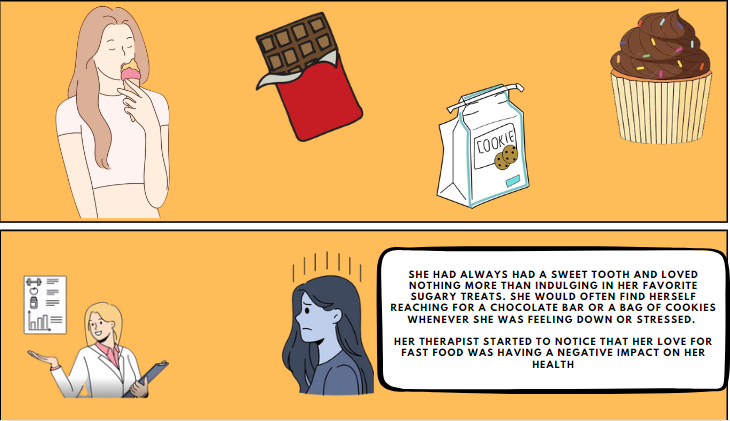 COOKIE
SHE HAD ALWAYS HAD A SWEET TOOTH AND LOVED
NOTHING MORE THAN INDULGING IN HER FAVORITE
SUGARY TREATS. SHE WOULD OFTEN FIND HERSELF
REACHING FOR A CHOCOLATE BAR OR A BAG OF COOKIES
WHENEVER SHE WAS FEELING DOWN OR STRESSED.
HER THERAPIST STARTED TO NOTICE THAT HER LOVE FOR
FAST FOOD WAS HAVING A NEGATIVE IMPACT ON HER
HEALTH